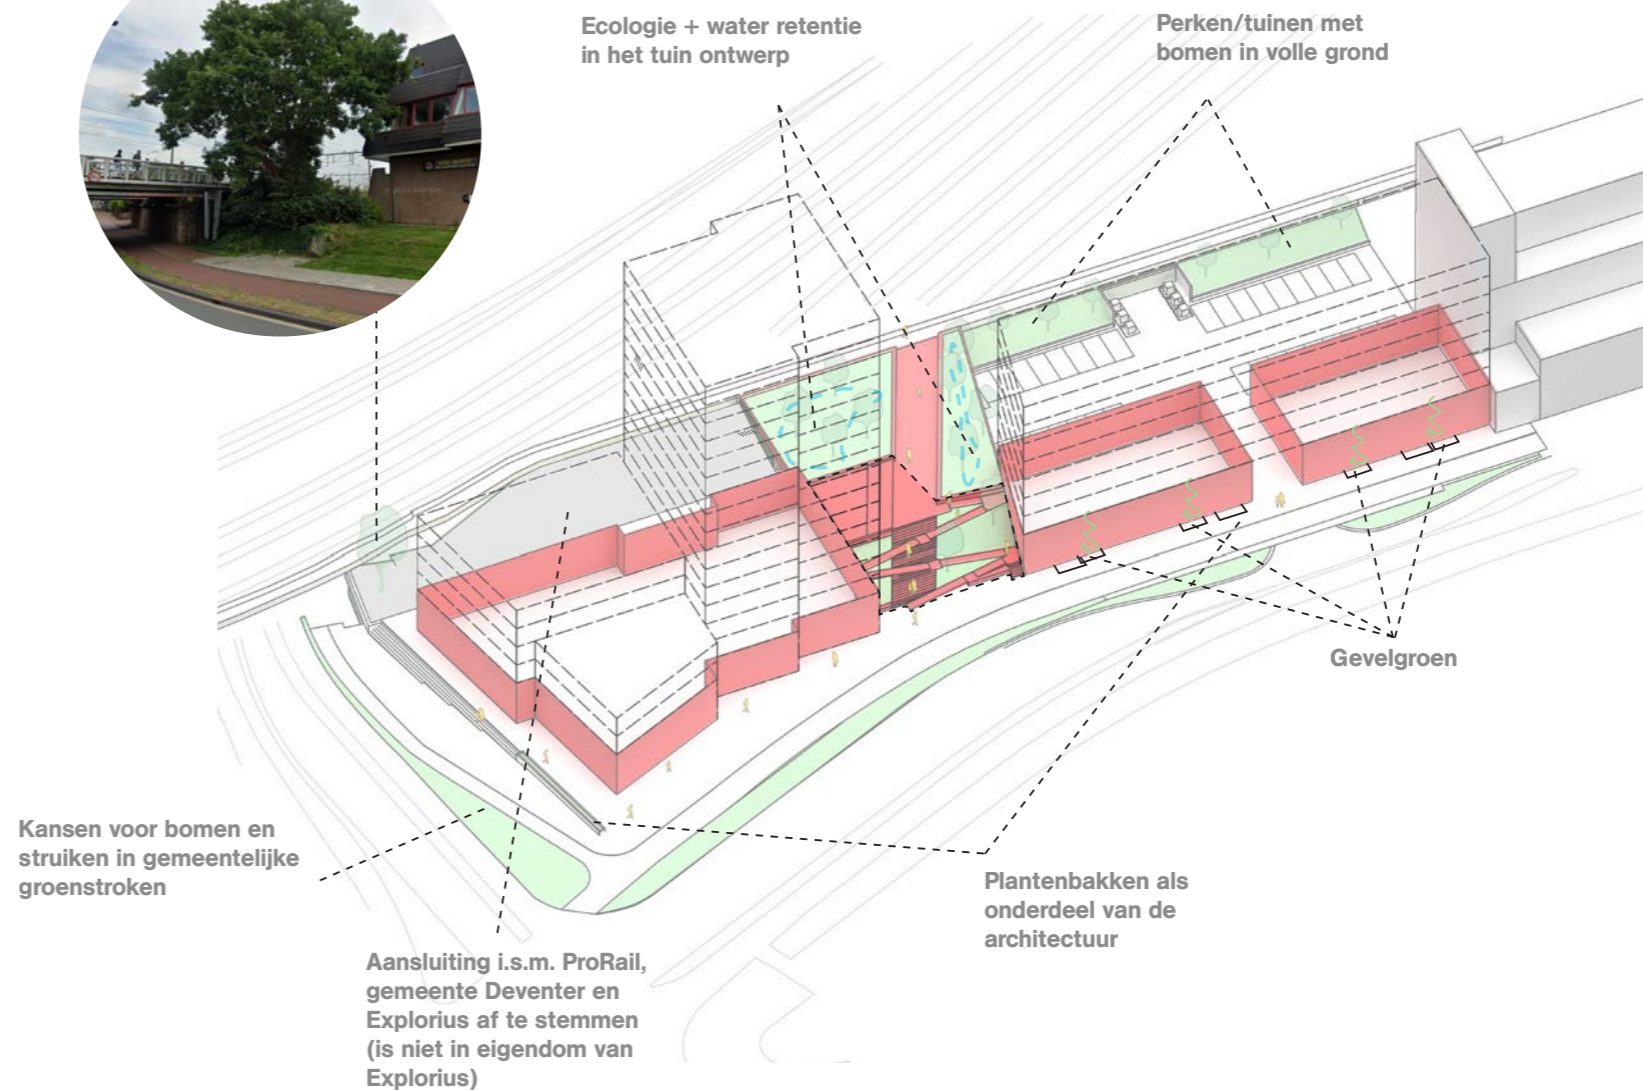 Ecologie + water retentie
in het tuin ontwerp
Perken/tuinen met
bomen in volle grond
Gevelgroen
Kansen voor bomen en
struiken in gemeentelijke
groenstroken
Plantenbakken als
onderdeel van de
architectuur
Aansluiting i.s.m. ProRail,
gemeente Deventer en
Explorius af te stemmen
(is niet in eigendom van
Explorius)